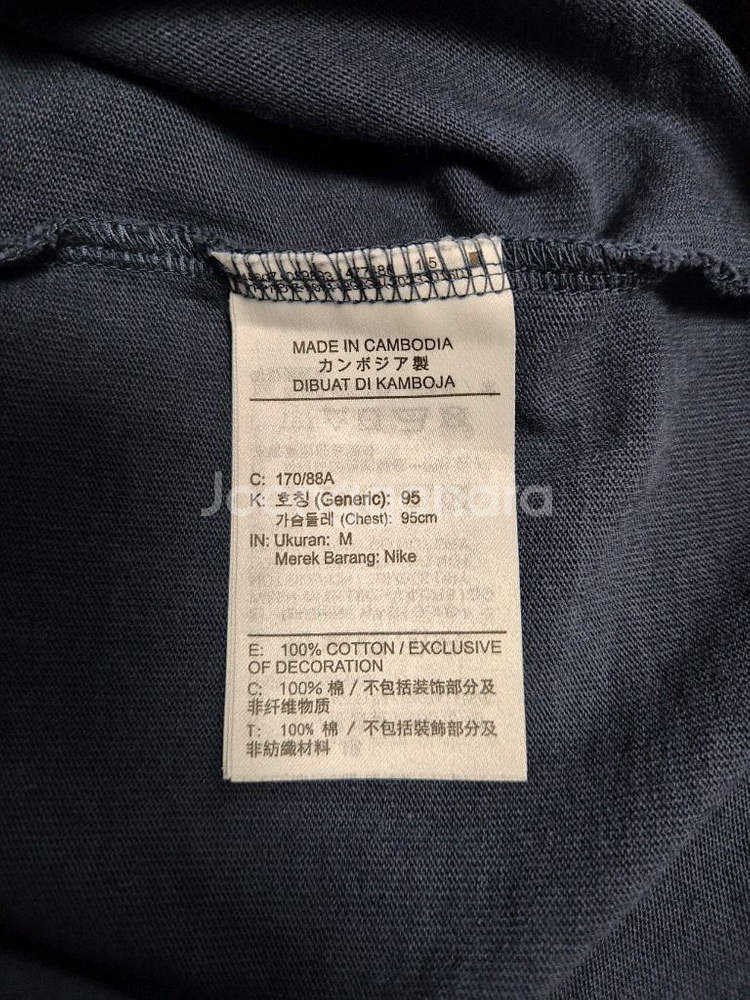 MADE IN CAMBODIA
カンボジア製
DIBUAT DI KAMBOJA
C: 170/88A
K: 호칭 (Generic): 95
가슴둘레 (Chest): 95cm
IN: Ukuran: M
Merek Barang: Nike
E: 100% COTTON / EXCLUSIVE
OF DECORATION
C: 100% 棉 / 不包括装饰部分及
非纤维物质
T: 100% 棉 / 不包括裝飾部分及
非紡織材料